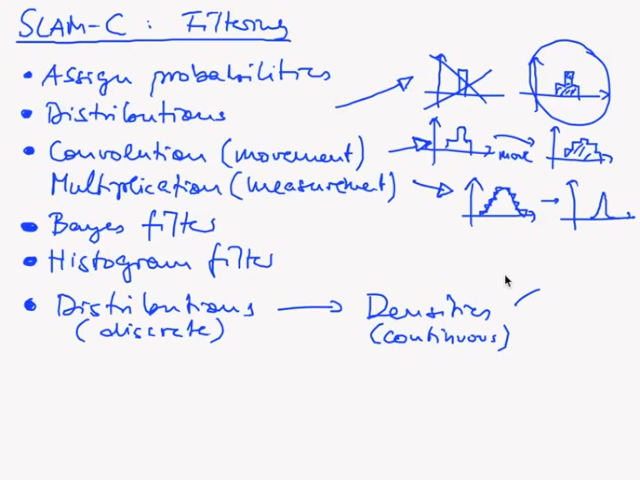 SLAM-C : Filtering
• Assign probabilities
• Distributions
• Convolution (movement)
move
Multiplication (measurement)
• Bayes filter
• Histogram filter
• Distributions → Densities
(discrete) (continuous)